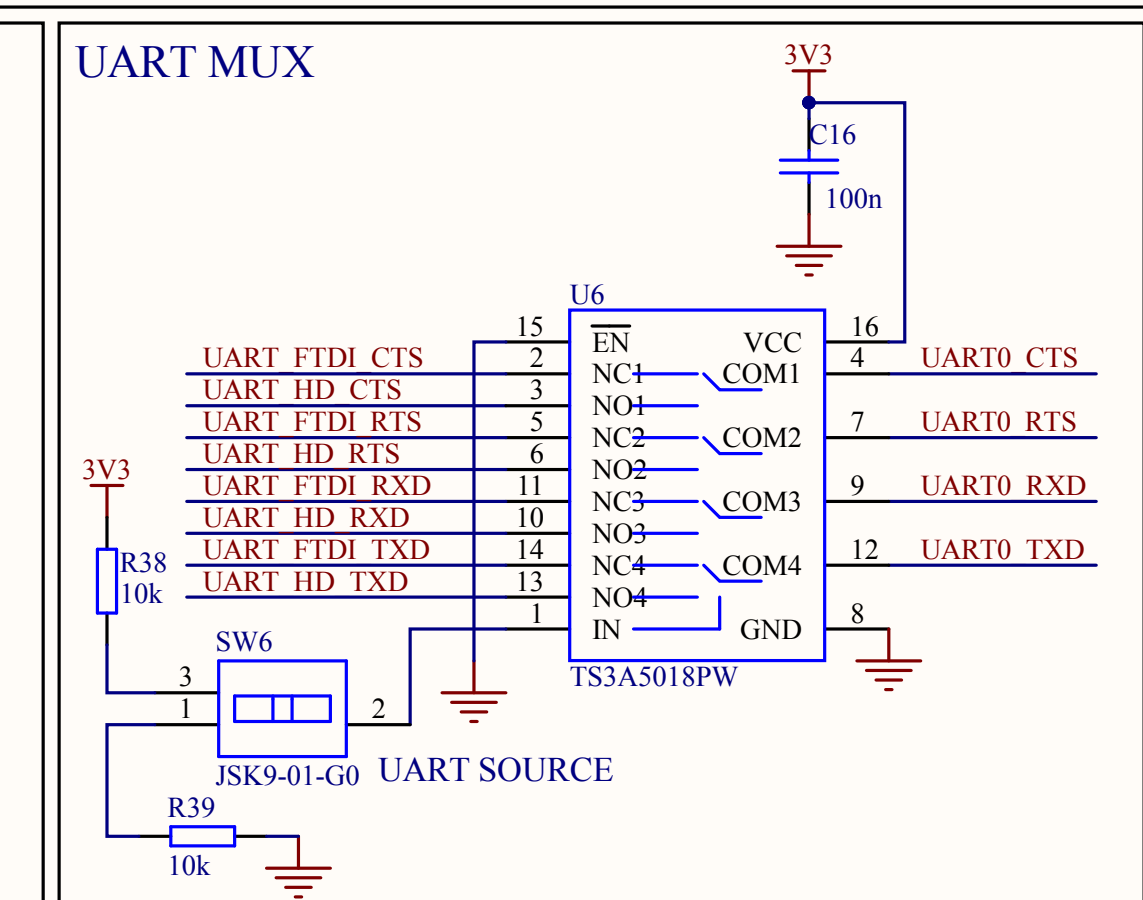 UART MUX
3V3
C16
100n
U6
15 EN VCC 16
UART_FTDI_CTS 2 NC1 COM1 4 UART0_CTS
UART_HD_CTS 3 NO1
UART_FTDI_RTS 5 NC2 COM2 7 UART0_RTS
UART_HD_RTS 6 NO2
UART_FTDI_RXD 11 NC3 COM3 9 UART0_RXD
UART_HD_RXD 10 NO3
UART_FTDI_TXD 14 NC4 COM4 12 UART0_TXD
UART_HD_TXD 13 NO4
1 IN GND 8
TS3A5018PW
3V3
R38
10k
SW6
3
1 2
JSK9-01-G0
UART SOURCE
R39
10k